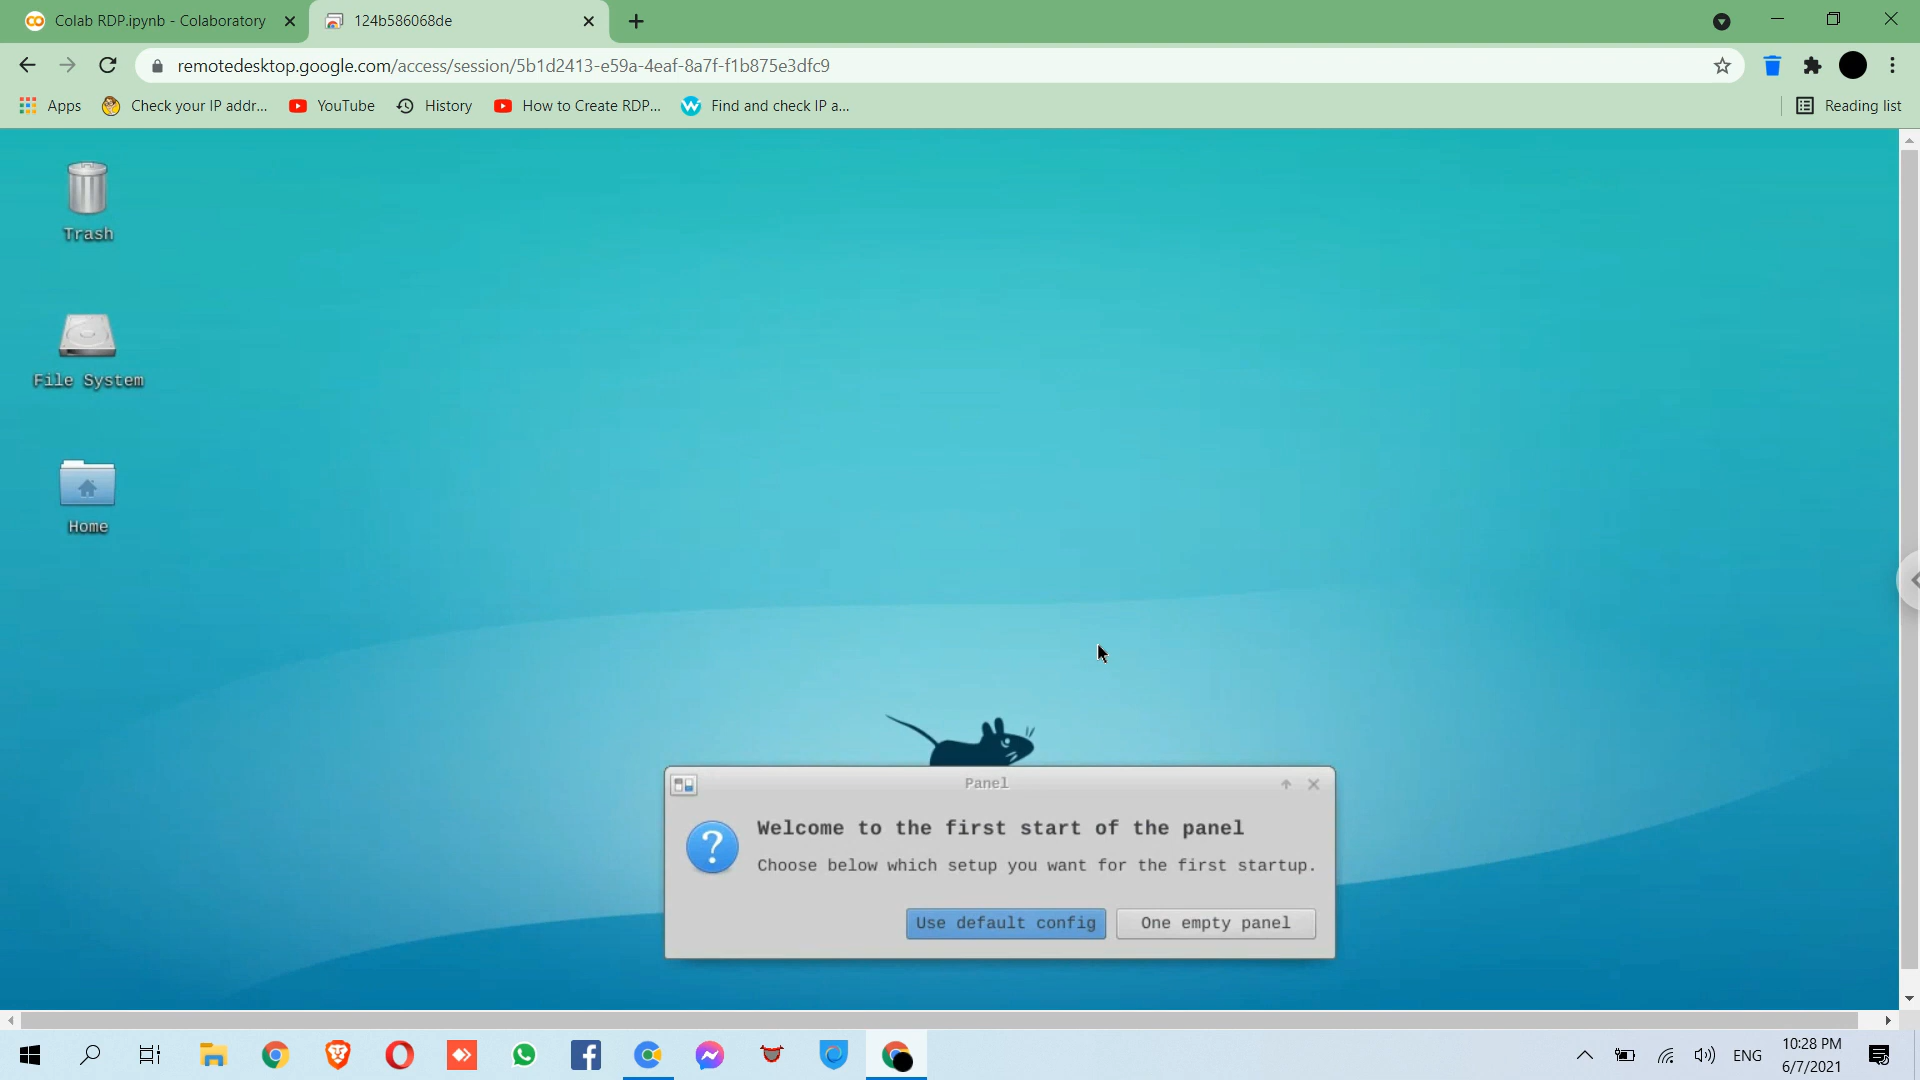 Colab RDP.ipynb - Colaboratory
124b586068de
remotedesktop.google.com/access/session/5b1d2413-e59a-4eaf-8a7f-f1b875e3dfc9
Apps
Check your IP addr...
YouTube
History
How to Create RDP...
Find and check IP a...
Reading list
Trash
File System
Home
Panel
Welcome to the first start of the panel
Choose below which setup you want for the first startup.
Use default config
One empty panel
ENG
10:28 PM
6/7/2021